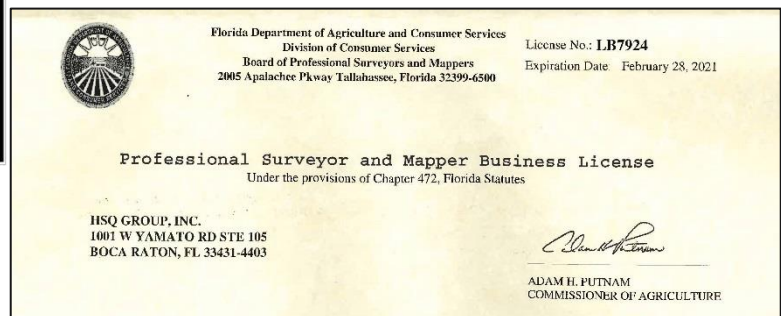 Florida Department of Agriculture and Consumer Services
Division of Consumer Services
Board of Professional Surveyors and Mappers
2005 Apalachee Pkway Tallahassee, Florida 32399-6500
License No.: LB7924
Expiration Date: February 28, 2021
Professional Surveyor and Mapper Business License
Under the provisions of Chapter 472, Florida Statutes
HSQ GROUP, INC.
1001 W YAMATO RD STE 105
BOCA RATON, FL 33431-4403
Adam H Putnam
ADAM H. PUTNAM
COMMISSIONER OF AGRICULTURE